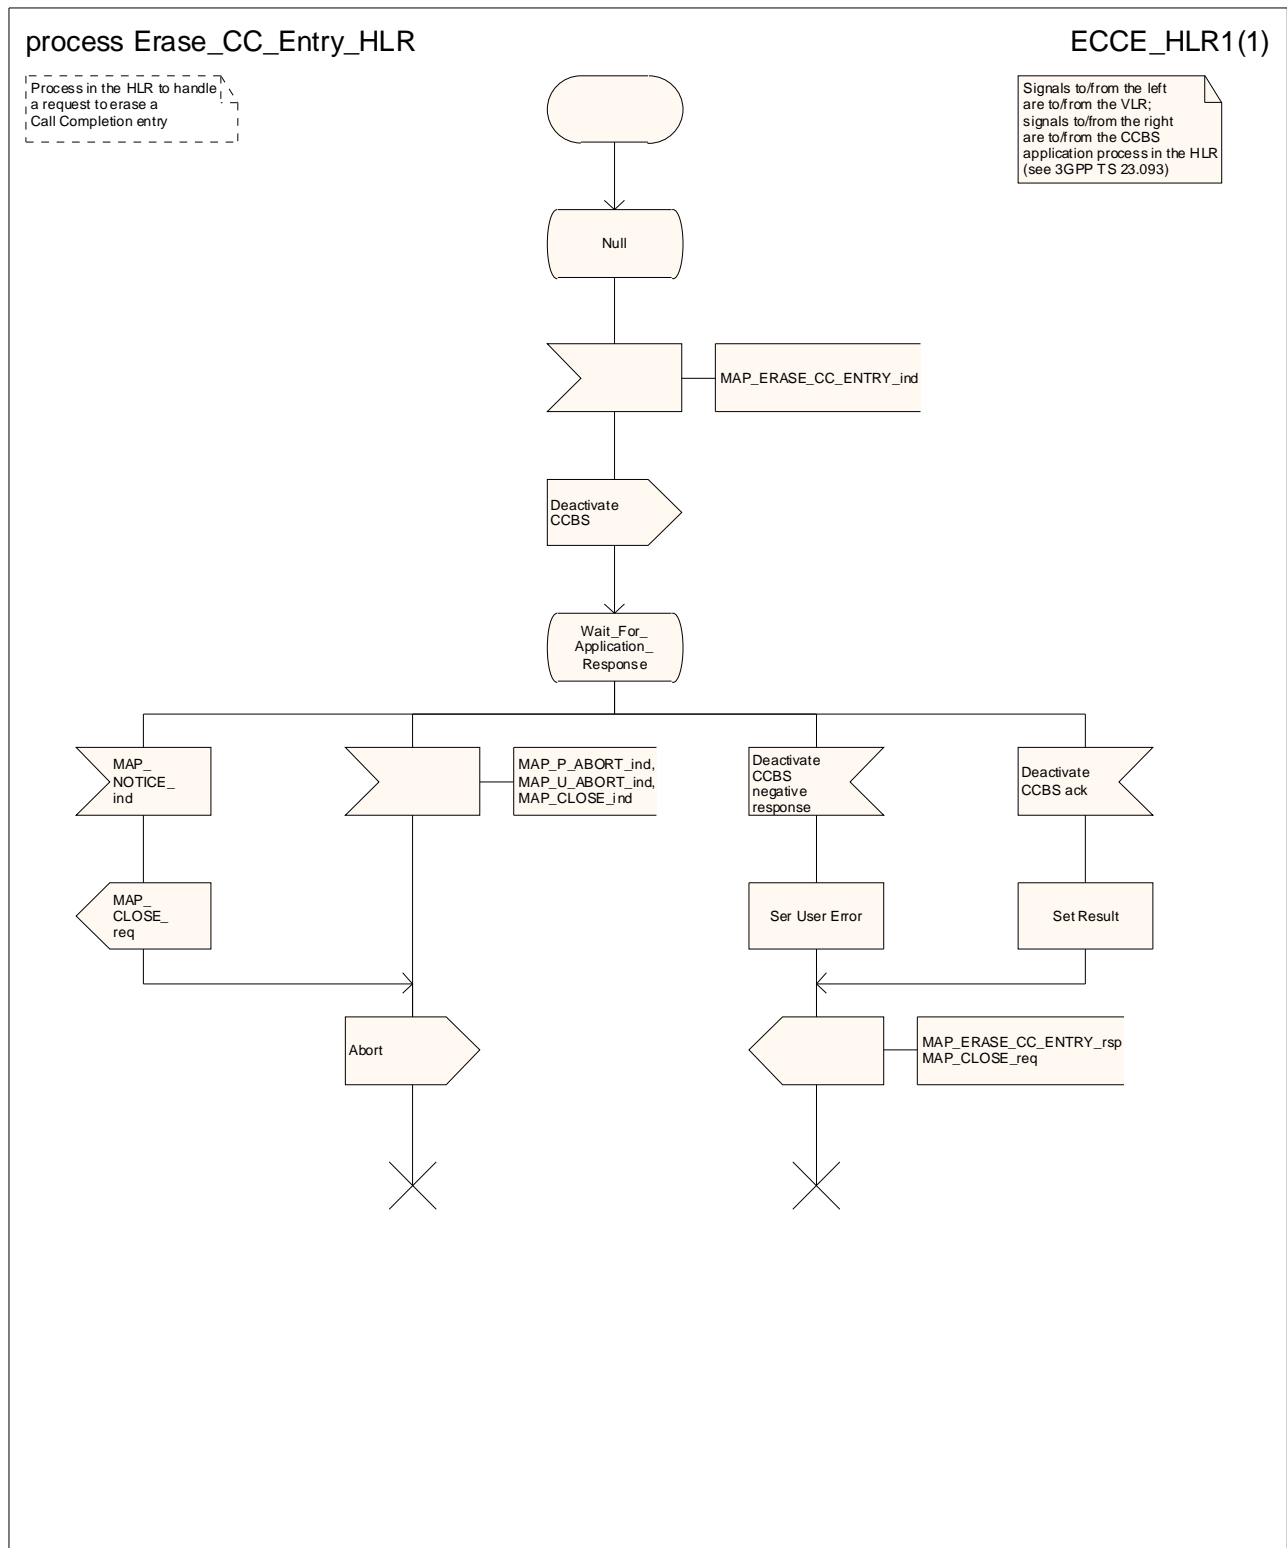 process Erase_CC_Entry_HLR
ECCE_HLR1(1)
Process in the HLR to handle
a request to erase a
Call Completion entry
Signals to/from the left
are to/from the VLR;
signals to/from the right
are to/from the CCBS
application process in the HLR
(see 3GPP TS 23.093)
Null
MAP_ERASE_CC_ENTRY_ind
Deactivate
CCBS
Wait_For_
Application_
Response
MAP_
NOTICE_
ind
MAP_P_ABORT_ind,
MAP_U_ABORT_ind,
MAP_CLOSE_ind
Deactivate
CCBS
negative
response
Deactivate
CCBS ack
MAP_
CLOSE_
req
Ser User Error
Set Result
Abort
MAP_ERASE_CC_ENTRY_rsp
MAP_CLOSE_req